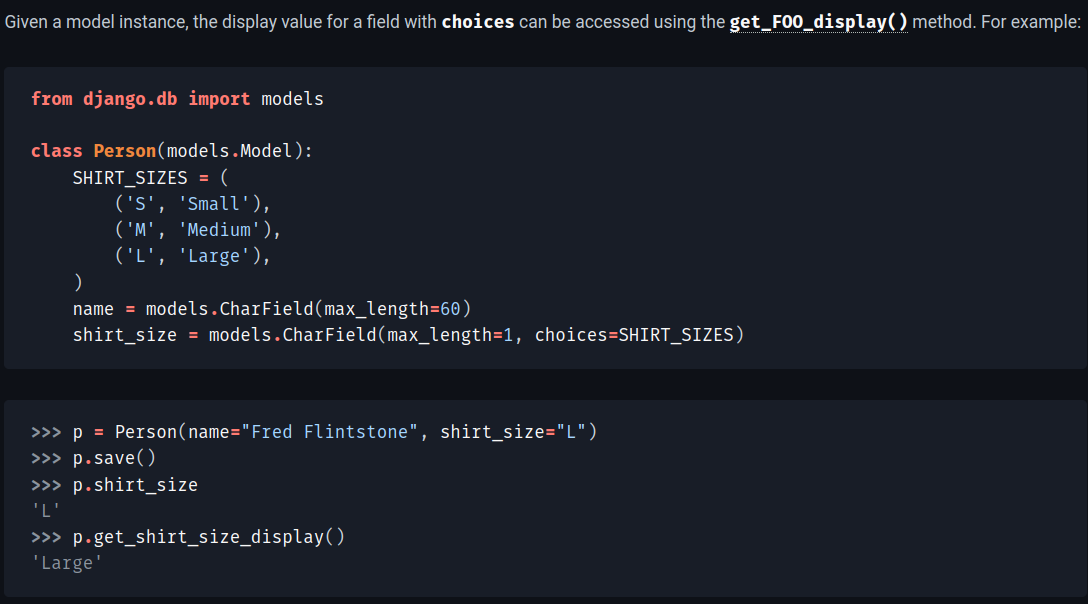 Given a model instance, the display value for a field with choices can be accessed using the get_FOO_display() method. For example:
from django.db import models
class Person(models.Model):
    SHIRT_SIZES = (
        ('S', 'Small'),
        ('M', 'Medium'),
        ('L', 'Large'),
    )
    name = models.CharField(max_length=60)
    shirt_size = models.CharField(max_length=1, choices=SHIRT_SIZES)
>>> p = Person(name="Fred Flintstone", shirt_size="L")
>>> p.save()
>>> p.shirt_size
'L'
>>> p.get_shirt_size_display()
'Large'